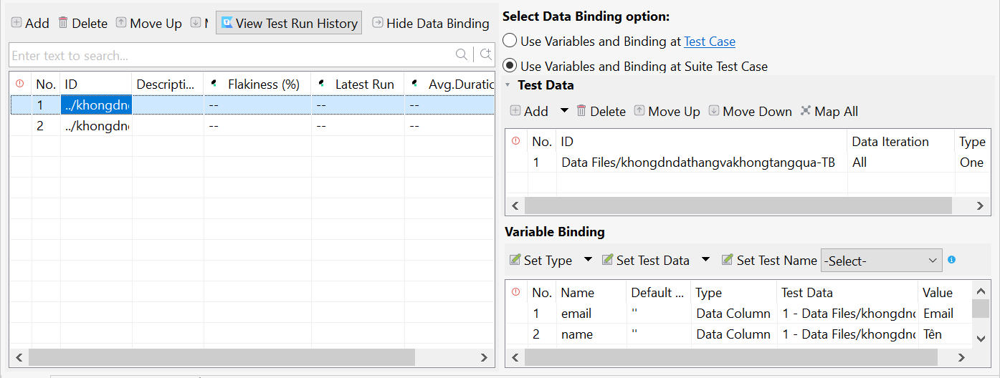 Add Delete Move Up View Test Run History Hide Data Binding
Enter text to search...
No. ID Descripti... Flakiness (%) Latest Run Avg.Duratic
1 ../khongdn -- -- --
2 ../khongdn -- -- --
Select Data Binding option:
Use Variables and Binding at Test Case
Use Variables and Binding at Suite Test Case
Test Data
Add Delete Move Up Move Down Map All
No. ID Data Iteration Type
1 Data Files/khongdndathangvakhongtangqua-TB All One
Variable Binding
Set Type Set Test Data Set Test Name -Select-
No. Name Default ... Type Test Data Value
1 email '' Data Column 1 - Data Files/khongdn Email
2 name '' Data Column 1 - Data Files/khongdn Tên